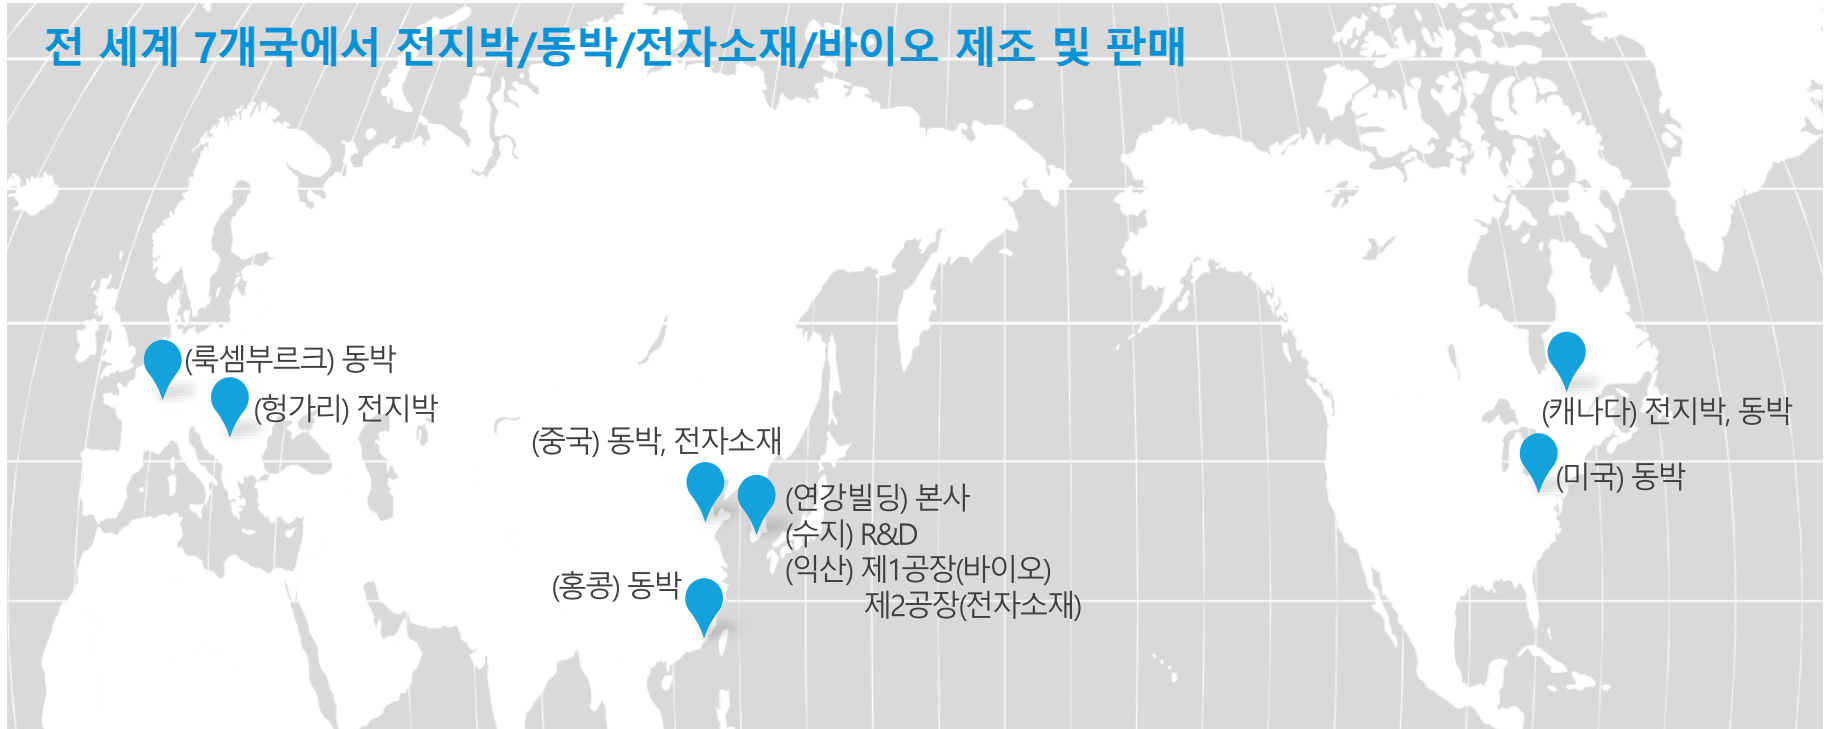 전 세계 7개국에서 전지박/동박/전자소재/바이오 제조 및 판매
(룩셈부르크) 동박
(헝가리) 전지박
(중국) 동박, 전자소재
(연강빌딩) 본사
(수지) R&D
(익산) 제1공장(바이오)
제2공장(전자소재)
(홍콩) 동박
(캐나다) 전지박, 동박
(미국) 동박